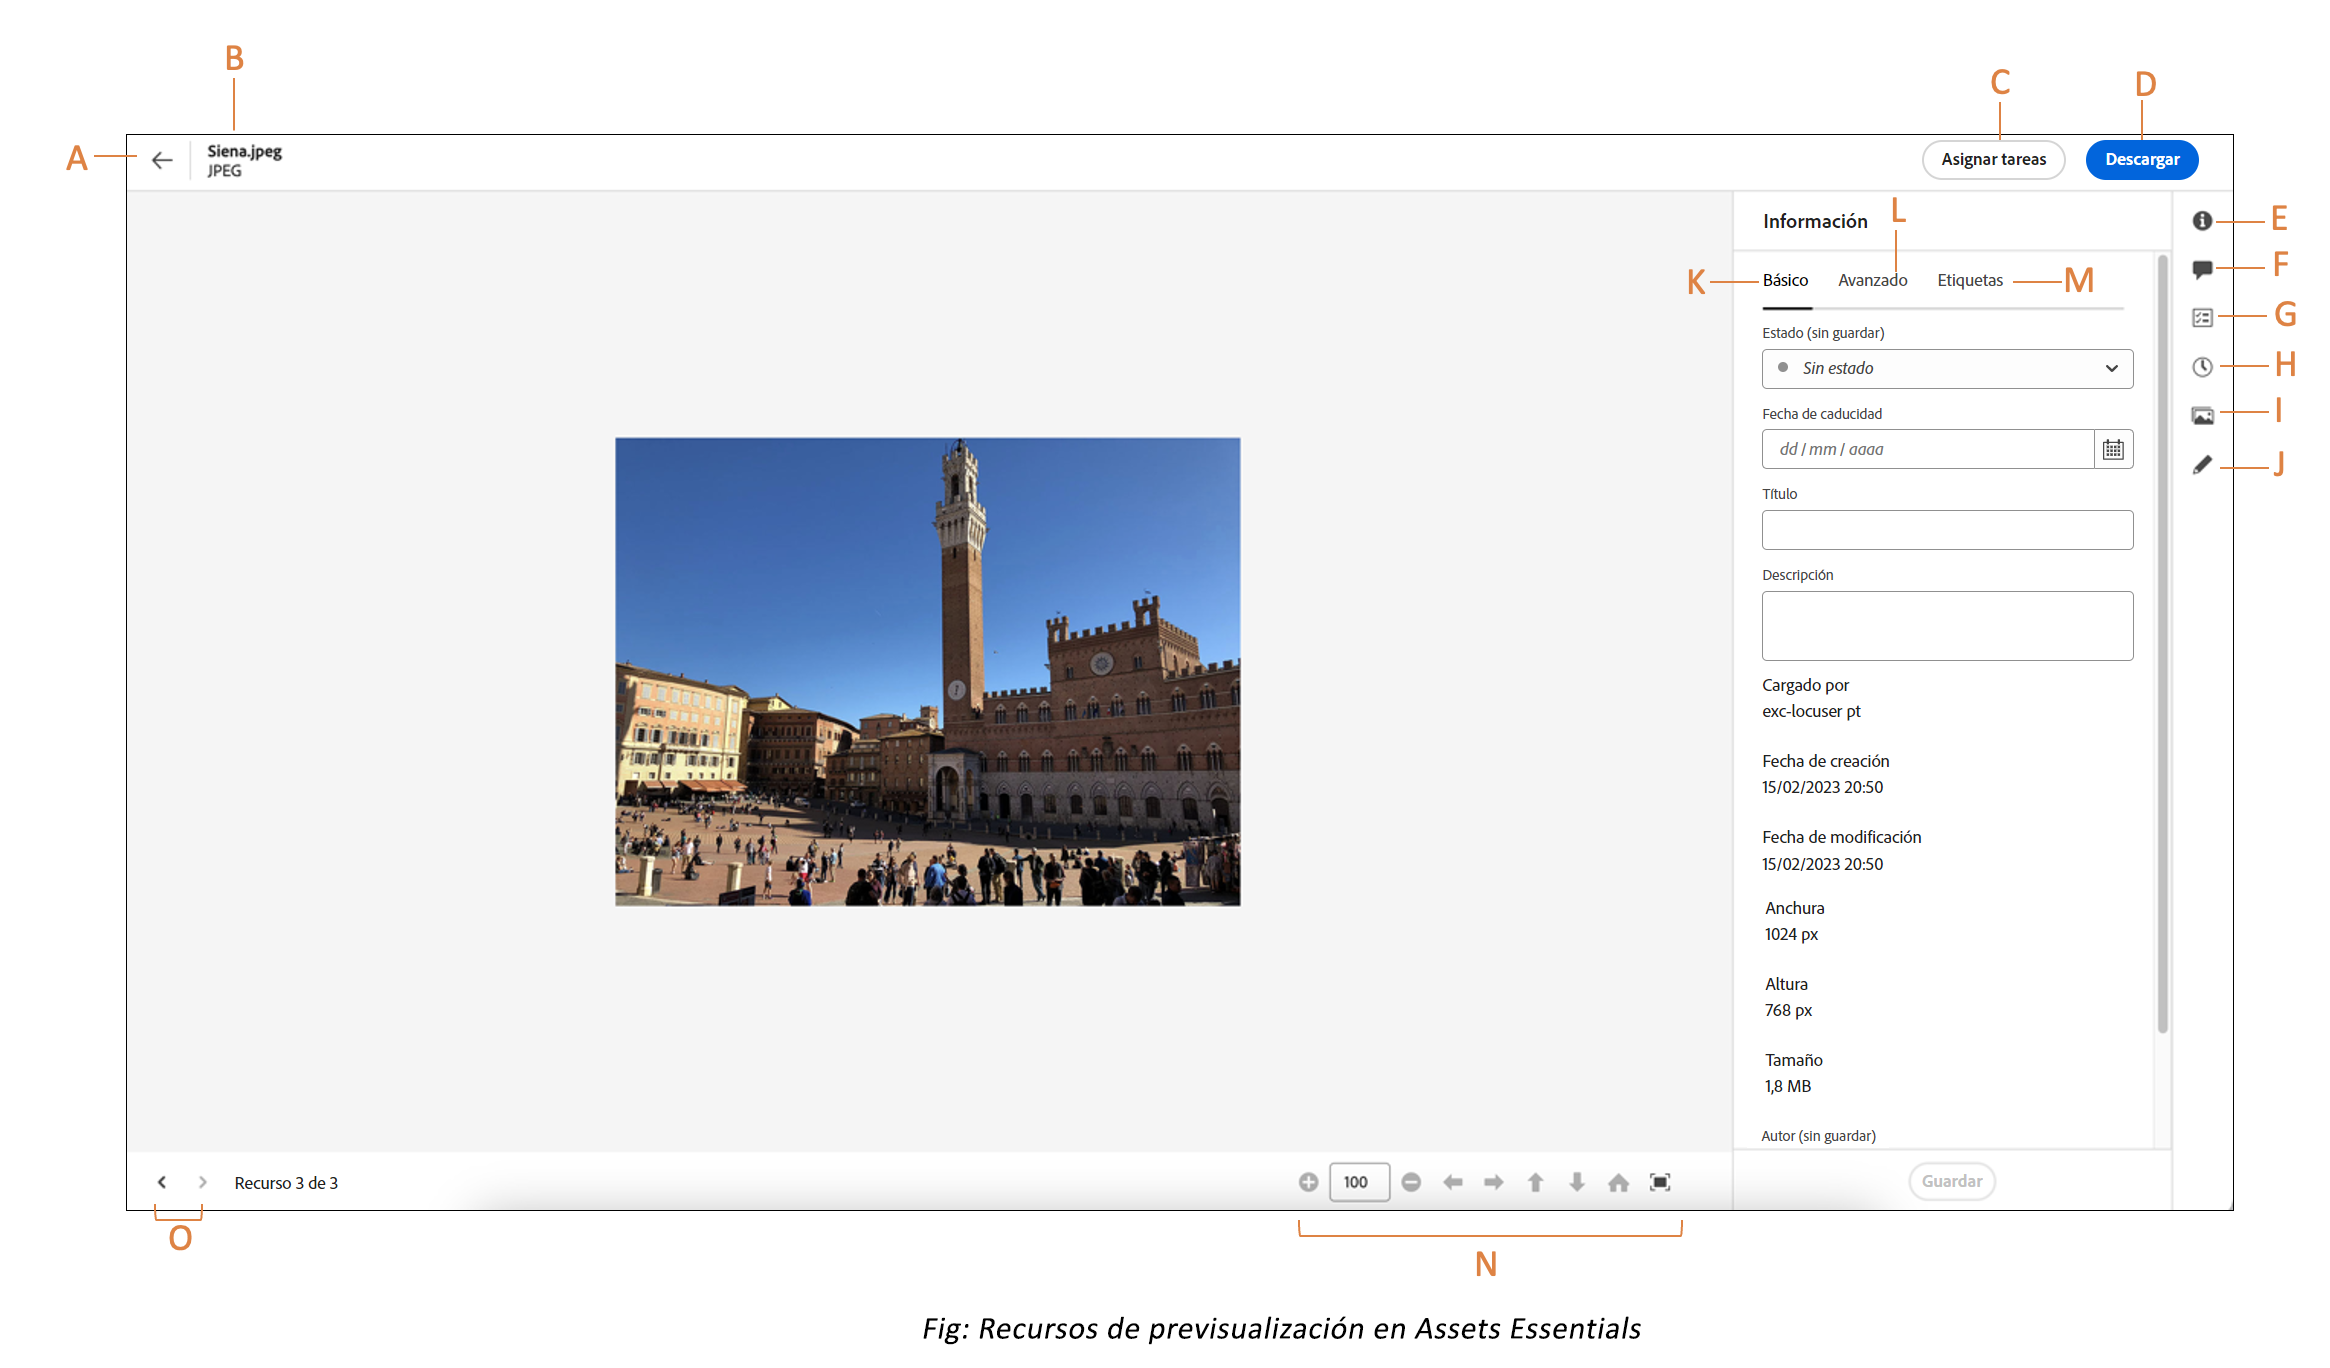 B
C
D
A
Siena.jpeg
JPEG
Asignar tareas
Descargar
Información
L
E
K
Básico
Avanzado
Etiquetas
M
F
Estado (sin guardar)
G
Sin estado
H
Fecha de caducidad
I
dd / mm / aaaa
J
Título
Descripción
Cargado por
exc-locuser pt
Fecha de creación
15/02/2023 20:50
Fecha de modificación
15/02/2023 20:50
Anchura
1024 px
Altura
768 px
Tamaño
1,8 MB
Autor (sin guardar)
Recurso 3 de 3
100
Guardar
O
N
Fig: Recursos de previsualización en Assets Essentials